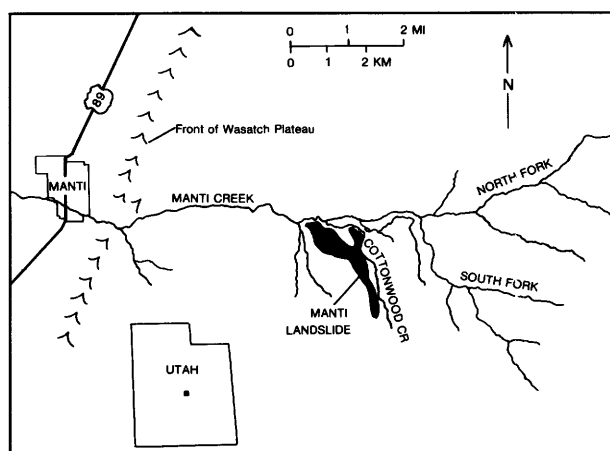 0 1 2 MI
0 1 2 KM
N
89
Front of Wasatch Plateau
MANTI
MANTI CREEK
NORTH FORK
COTTONWOOD CR
SOUTH FORK
MANTI
LANDSLIDE
UTAH